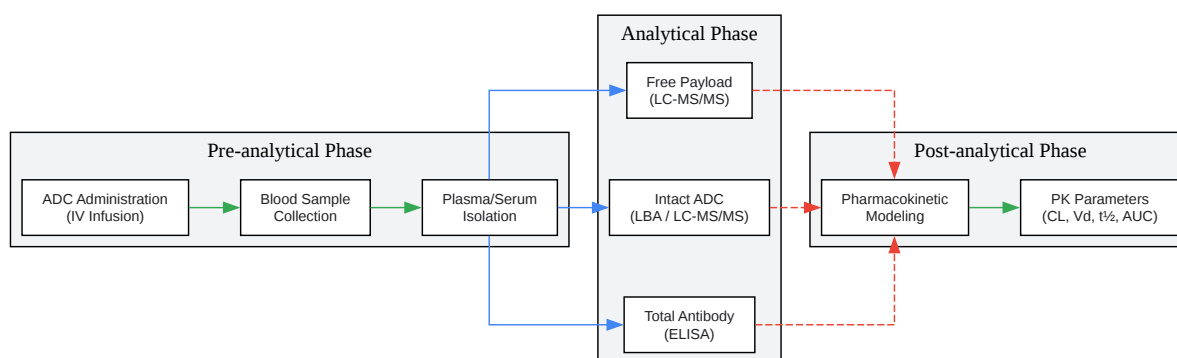 Pre-analytical Phase
ADC Administration
(IV Infusion)
Blood Sample
Collection
Plasma/Serum
Isolation
Analytical Phase
Free Payload
(LC-MS/MS)
Intact ADC
(LBA / LC-MS/MS)
Total Antibody
(ELISA)
Post-analytical Phase
Pharmacokinetic
Modeling
PK Parameters
(CL, Vd, t½, AUC)